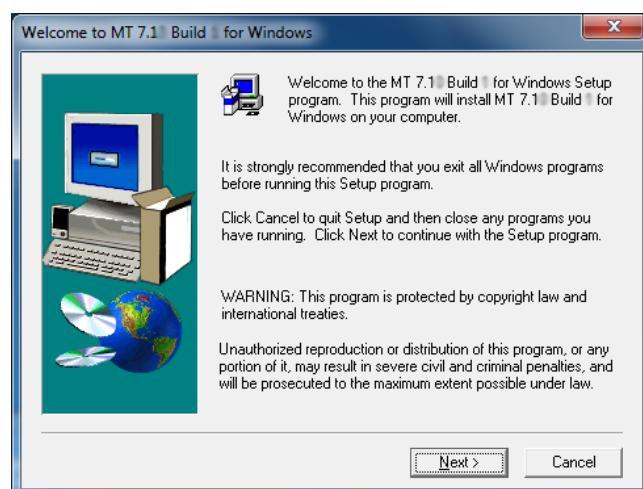 Welcome to MT 7.1 Build for Windows
Welcome to the MT 7.1 Build for Windows Setup
program. This program will install MT 7.1 Build for
Windows on your computer.
It is strongly recommended that you exit all Windows programs
before running this Setup program.
Click Cancel to quit Setup and then close any programs you
have running. Click Next to continue with the Setup program.
WARNING: This program is protected by copyright law and
international treaties.
Unauthorized reproduction or distribution of this program, or any
portion of it, may result in severe civil and criminal penalties, and
will be prosecuted to the maximum extent possible under law.
Next >
Cancel